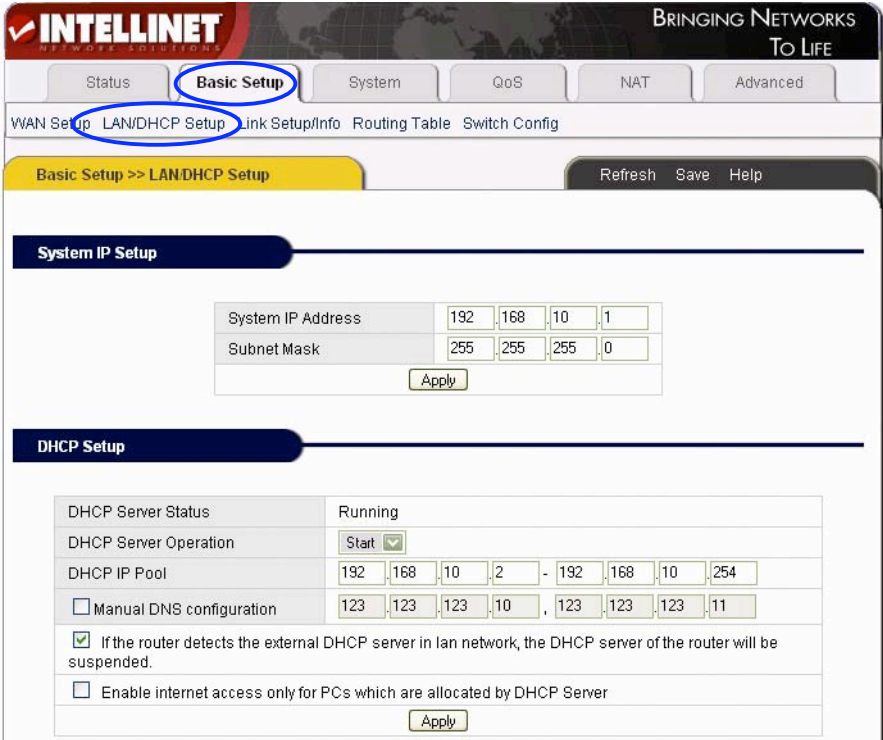 INTELLINET
NETWORK SOLUTIONS
BRINGING NETWORKS
TO LIFE
Status Basic Setup System QoS NAT Advanced
WAN Setup LAN/DHCP Setup Link Setup/Info Routing Table Switch Config
Basic Setup >> LAN/DHCP Setup Refresh Save Help
System IP Setup
System IP Address 192 .168 .10 .1
Subnet Mask 255 .255 .255 .0
Apply
DHCP Setup
DHCP Server Status Running
DHCP Server Operation Start
DHCP IP Pool 192 .168 .10 .2 - 192 .168 .10 .254
Manual DNS configuration 123 .123 .123 .10 , 123 .123 .123 .11
If the router detects the external DHCP server in lan network, the DHCP server of the router will be
suspended.
Enable internet access only for PCs which are allocated by DHCP Server
Apply